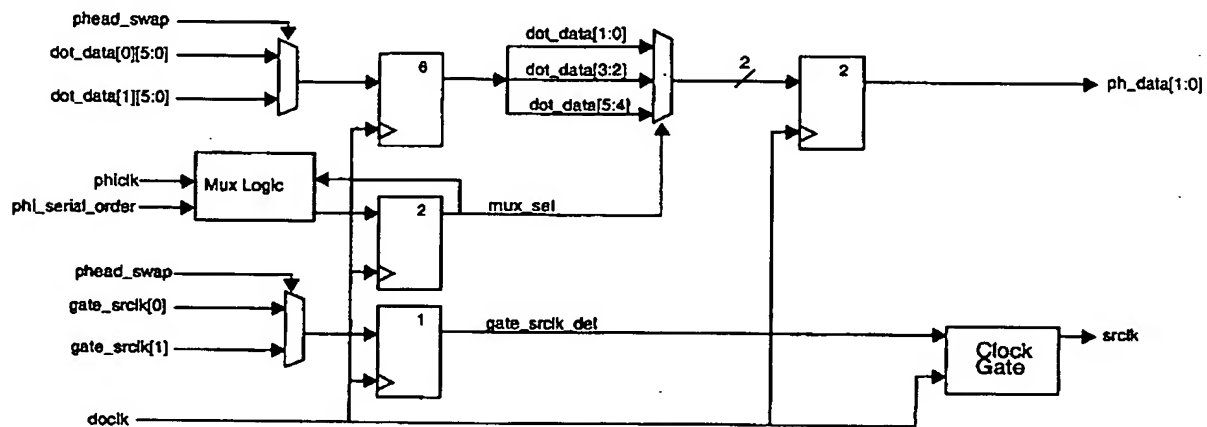 phead_swap
dot_data[0][5:0]
dot_data[1][5:0]
6
dot_data[1:0]
dot_data[3:2]
dot_data[5:4]
2
2
ph_data[1:0]
phiclk
phi_serial_order
Mux Logic
2
mux_sel
phead_swap
gate_srclk[0]
gate_srclk[1]
1
gate_srclk_del
Clock
Gate
srclk
doclk